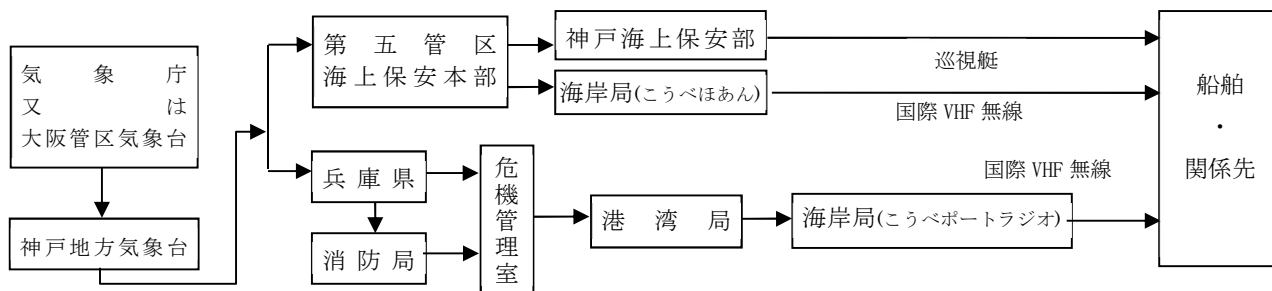 気象庁
又は
大阪管区気象台
神戸地方気象台
第五管区
海上保安本部
兵庫県
消防局
神戸海上保安部
海岸局(こうべほあん)
危機管理室
港湾局
海岸局(こうべポートラジオ)
巡視艇
国際 VHF 無線
国際 VHF 無線
船舶
・
関係先